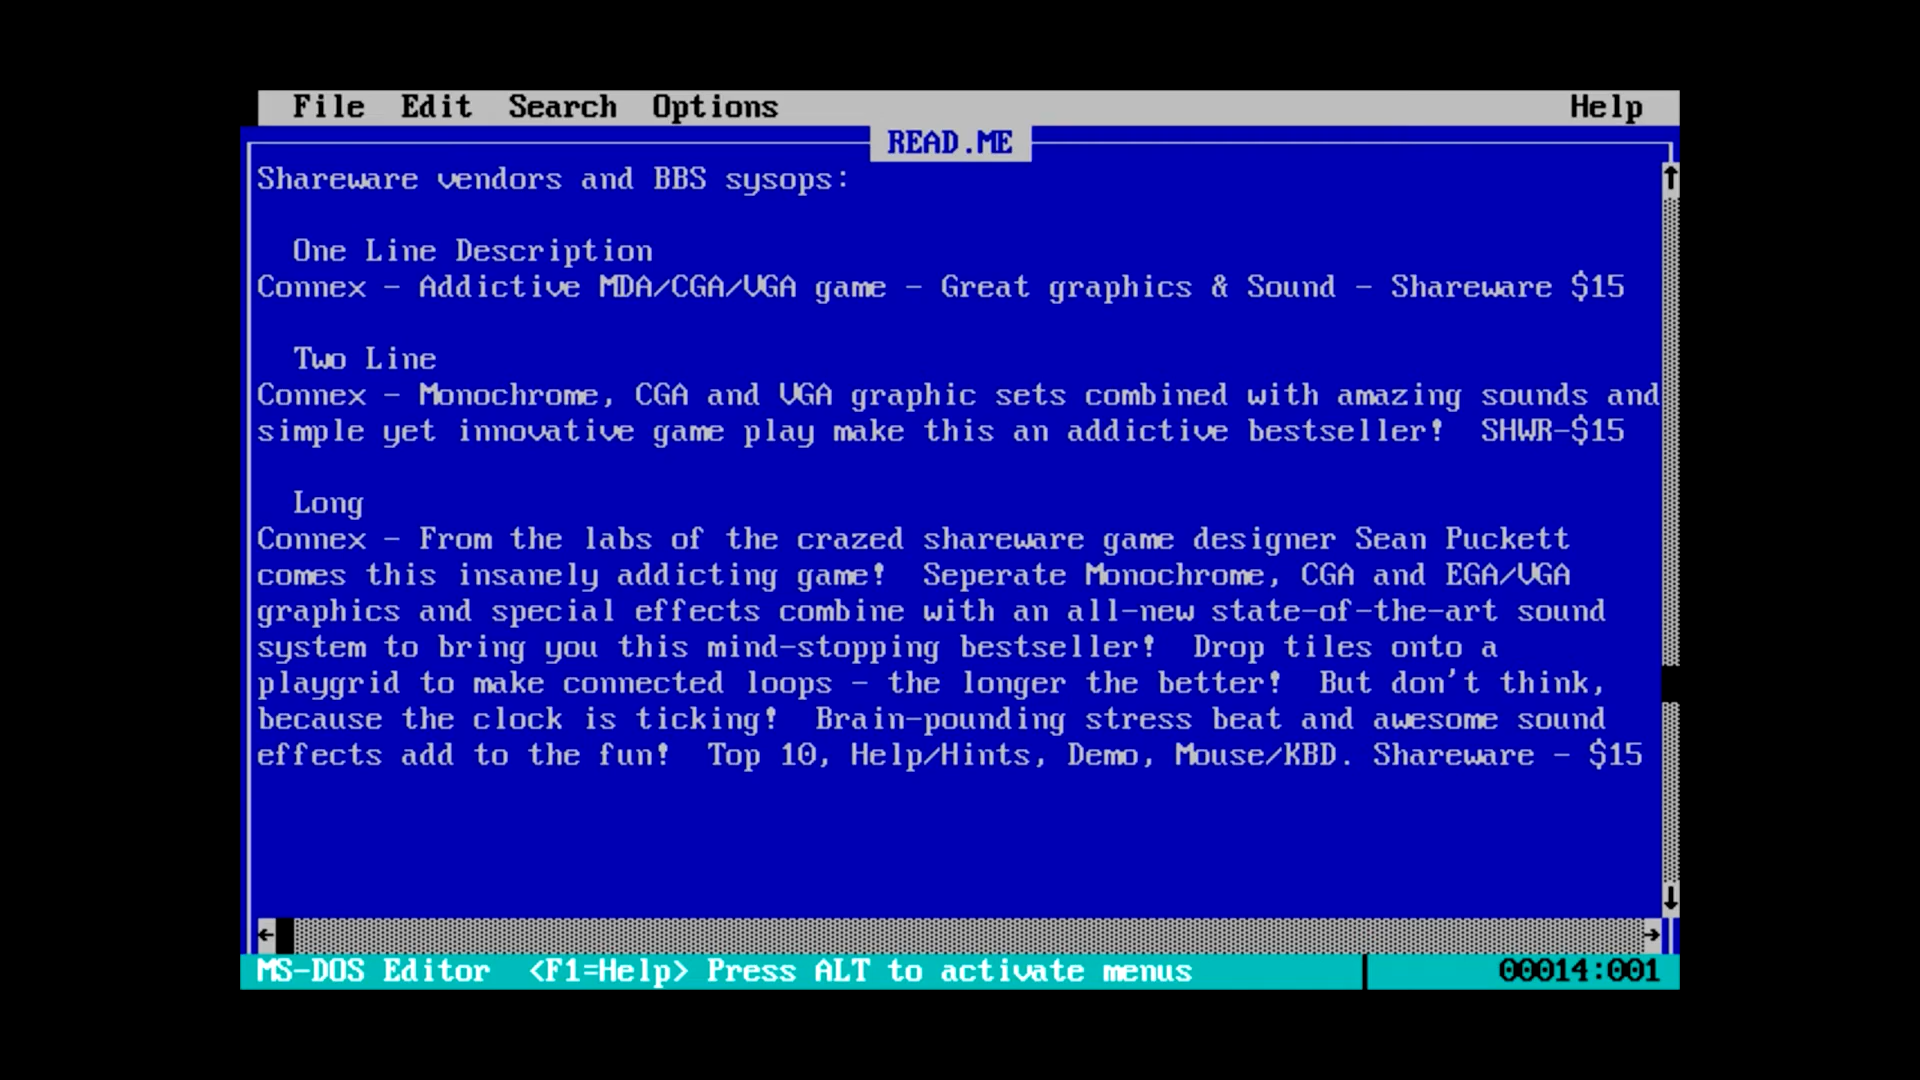 File Edit Search Options Help
READ.ME
Shareware vendors and BBS sysops:
One Line Description
Connex - Addictive MDA/CGA/VGA game - Great graphics & Sound - Shareware $15
Two Line
Connex - Monochrome, CGA and VGA graphic sets combined with amazing sounds and
simple yet innovative game play make this an addictive bestseller!  SHWR-$15
Long
Connex - From the labs of the crazed shareware game designer Sean Puckett
comes this insanely addicting game!  Seperate Monochrome, CGA and EGA/VGA
graphics and special effects combine with an all-new state-of-the-art sound
system to bring you this mind-stopping bestseller!  Drop tiles onto a
playgrid to make connected loops - the longer the better!  But don't think,
because the clock is ticking!  Brain-pounding stress beat and awesome sound
effects add to the fun!  Top 10, Help/Hints, Demo, Mouse/KBD. Shareware - $15
MS-DOS Editor  <F1=Help> Press ALT to activate menus 00014:001